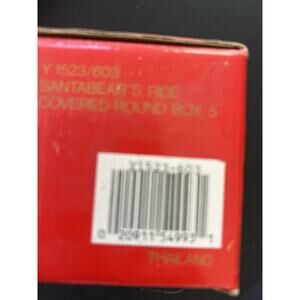 Y 1523/603
SANTABEAR'S RIDE
COVERED ROUND BOX 5
Y1523-603
0 20911 54993 1
THAILAND